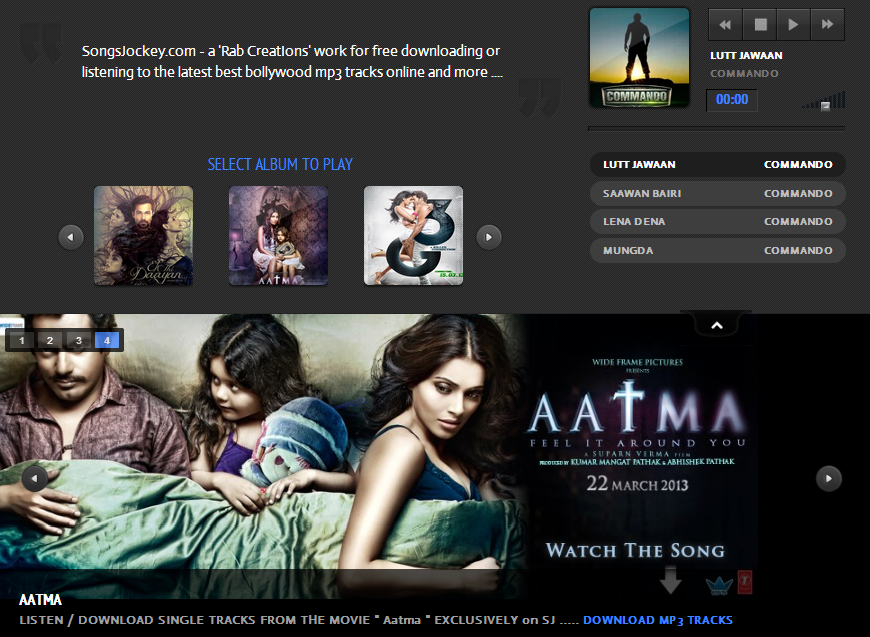 SongsJockey.com - a 'Rab CreatIons' work for free downloading or
listening to the latest best bollywood mp3 tracks online and more ....
COMMANDO
LUTT JAWAAN
COMMANDO
00:00
SELECT ALBUM TO PLAY
Ek thi Daayan
AATMA
3G
LUTT JAWAAN COMMANDO
SAAWAN BAIRI COMMANDO
LENA DENA COMMANDO
MUNGDA COMMANDO
1 2 3 4
WIDE FRAME PICTURES
PRESENTS
AATMA
FEEL IT AROUND YOU
A SUPARN VERMA FILM
PRODUCED BY KUMAR MANGAT PATHAK & ABHISHEK PATHAK
22 MARCH 2013
WATCH THE SONG
T
AATMA
LISTEN / DOWNLOAD SINGLE TRACKS FROM THE MOVIE " Aatma " EXCLUSIVELY on SJ ..... DOWNLOAD MP3 TRACKS